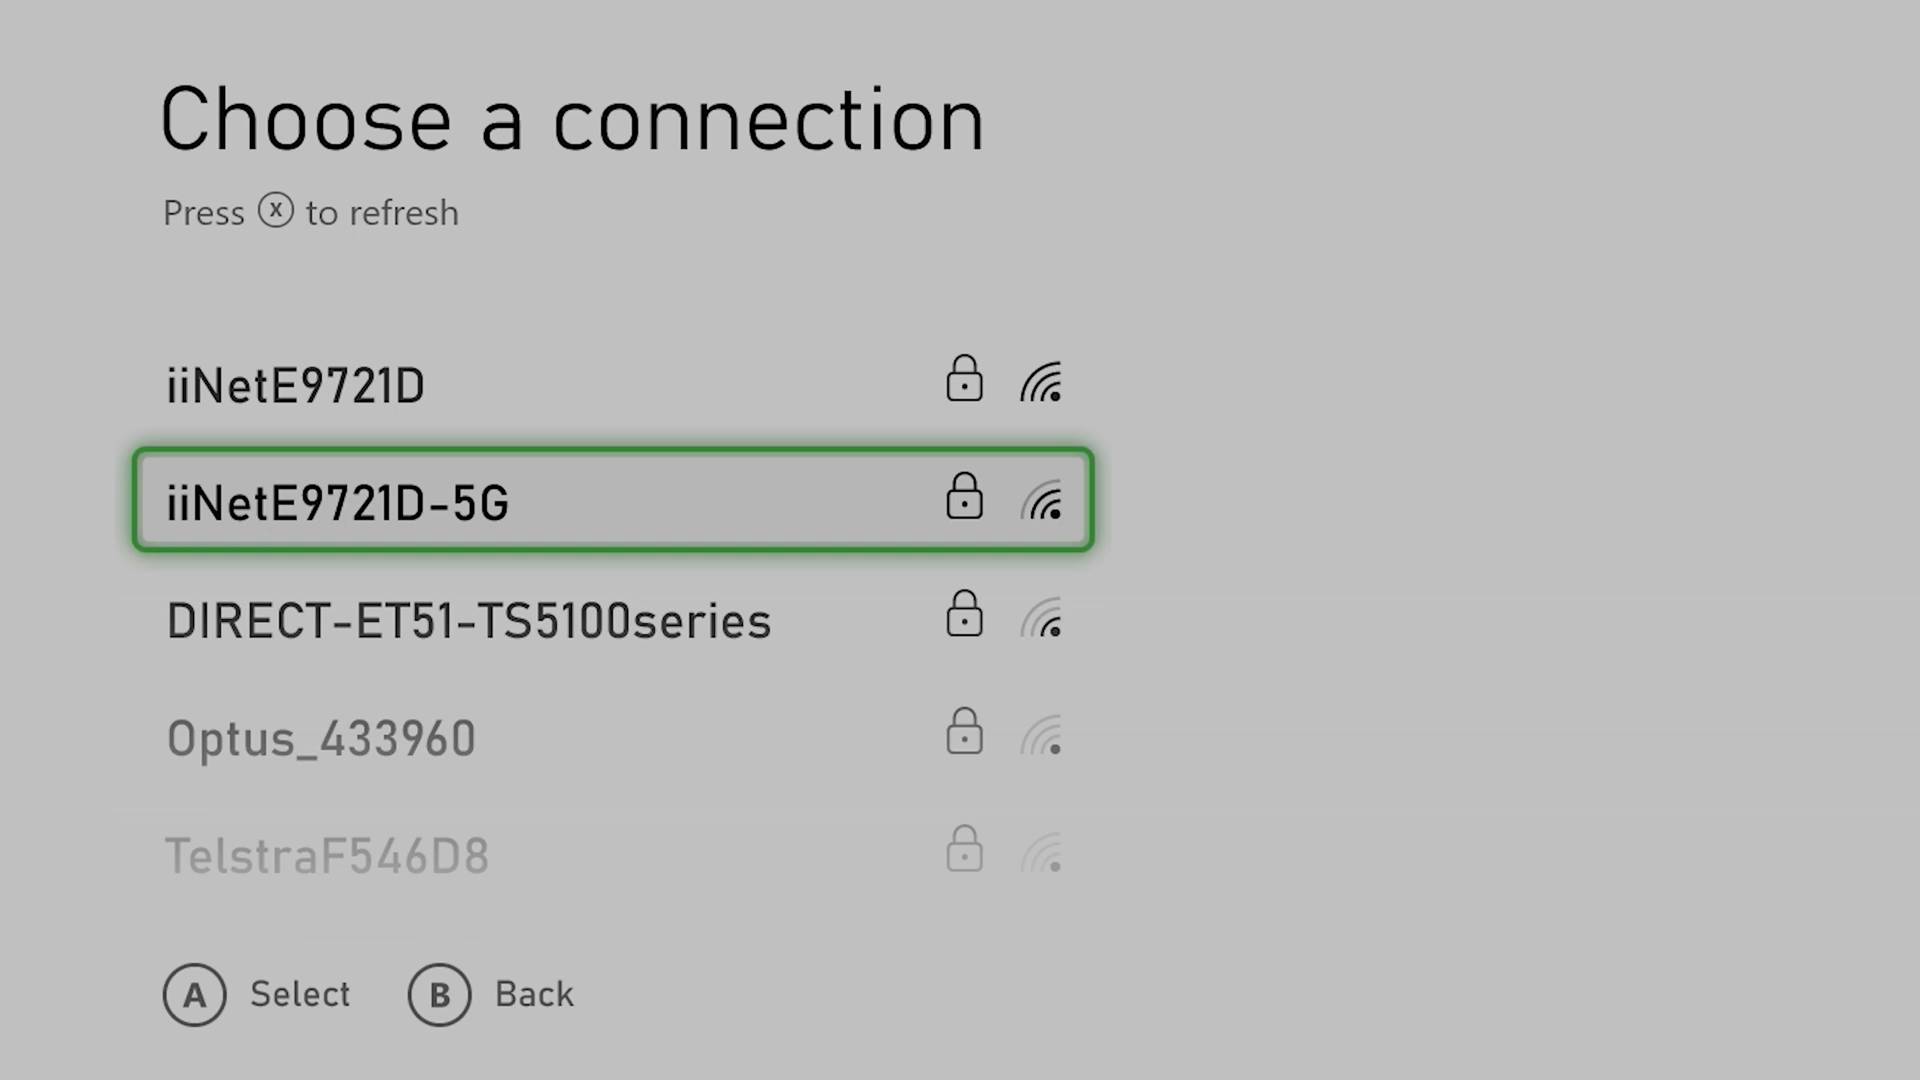 Choose a connection
Press X to refresh
iiNetE9721D
iiNetE9721D-5G
DIRECT-ET51-TS5100series
Optus_433960
TelstraF546D8
A Select B Back